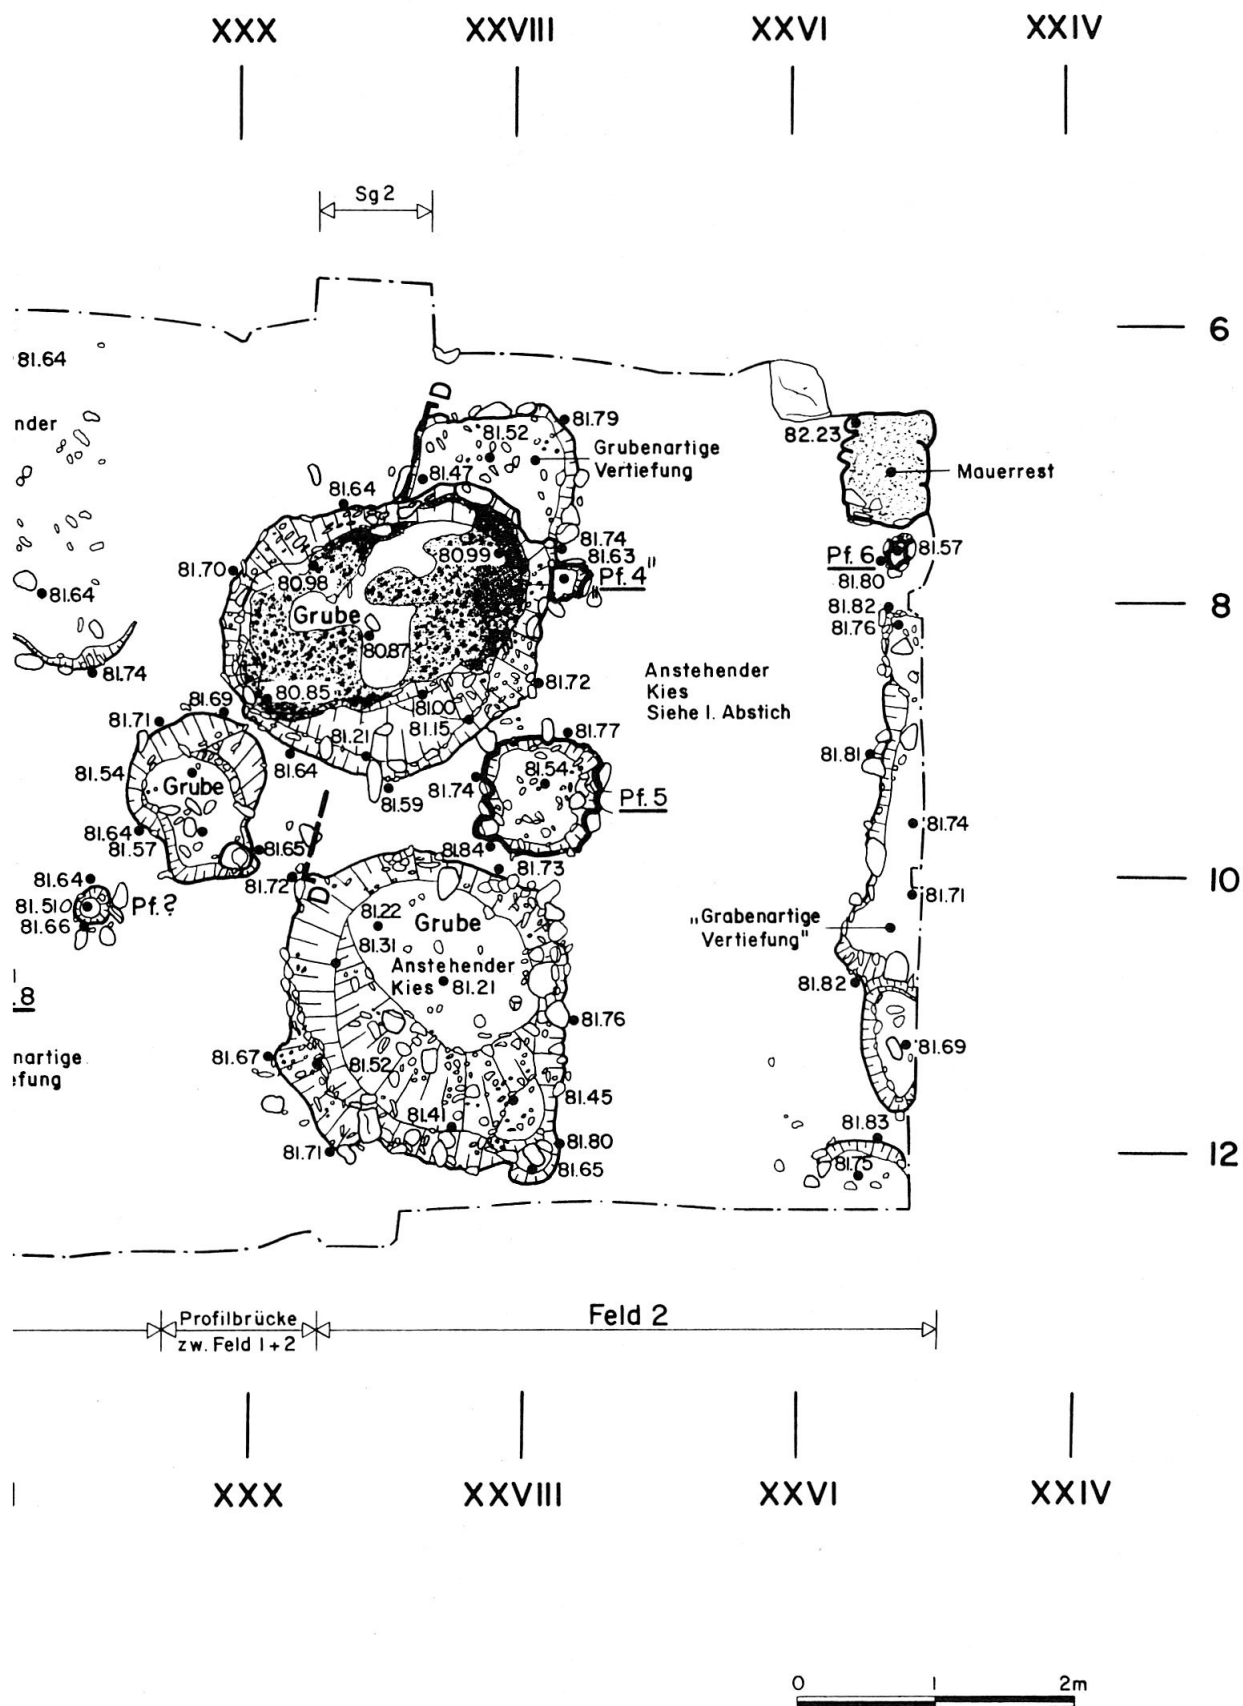 XXX XXVIII XXVI XXIV
Sg 2
6
81.64
nder
D
81.79
81.52
Grubenartige
Vertiefung
82.23
Mauerrest
81.47
81.64
81.74
81.63
81.57
Pf. 6
81.80
80.99
Pf. 4
81.70
80.98
81.64
81.82
8
81.76
Grube
80.87
81.74
81.72
Anstehender
Kies
Siehe I. Abstich
80.85
81.00
81.69
81.71
81.15
81.77
81.21
81.64
81.81
81.54
Grube
81.54
81.59
81.74
Pf. 5
81.74
81.64
81.57
81.65
81.84
81.73
81.64
81.72
D
10
81.510
Pf. ?
81.66
81.71
81.22
Grube
81.31
„Grabenartige
Vertiefung"
Anstehender
Kies
81.21
81.82
.8
81.76
81.69
nartige
efung
81.67
81.52
81.45
81.41
81.83
81.80
81.71
81.65
81.75
12
Profilbrücke
zw. Feld 1+2
Feld 2
XXX XXVIII XXVI XXIV
0 1 2m